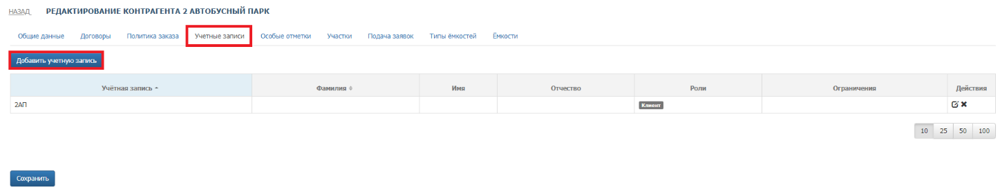 НАЗАД РЕДАКТИРОВАНИЕ КОНТРАГЕНТА 2 АВТОБУСНЫЙ ПАРК
Общие данные Договоры Политика заказа Учетные записи Особые отметки Участки Подача заявок Типы ёмкостей Ёмкости
Добавить учетную запись
Учётная запись Фамилия Имя Отчество Роли Ограничения Действия
2АП Клиент
10 25 50 100
Сохранить